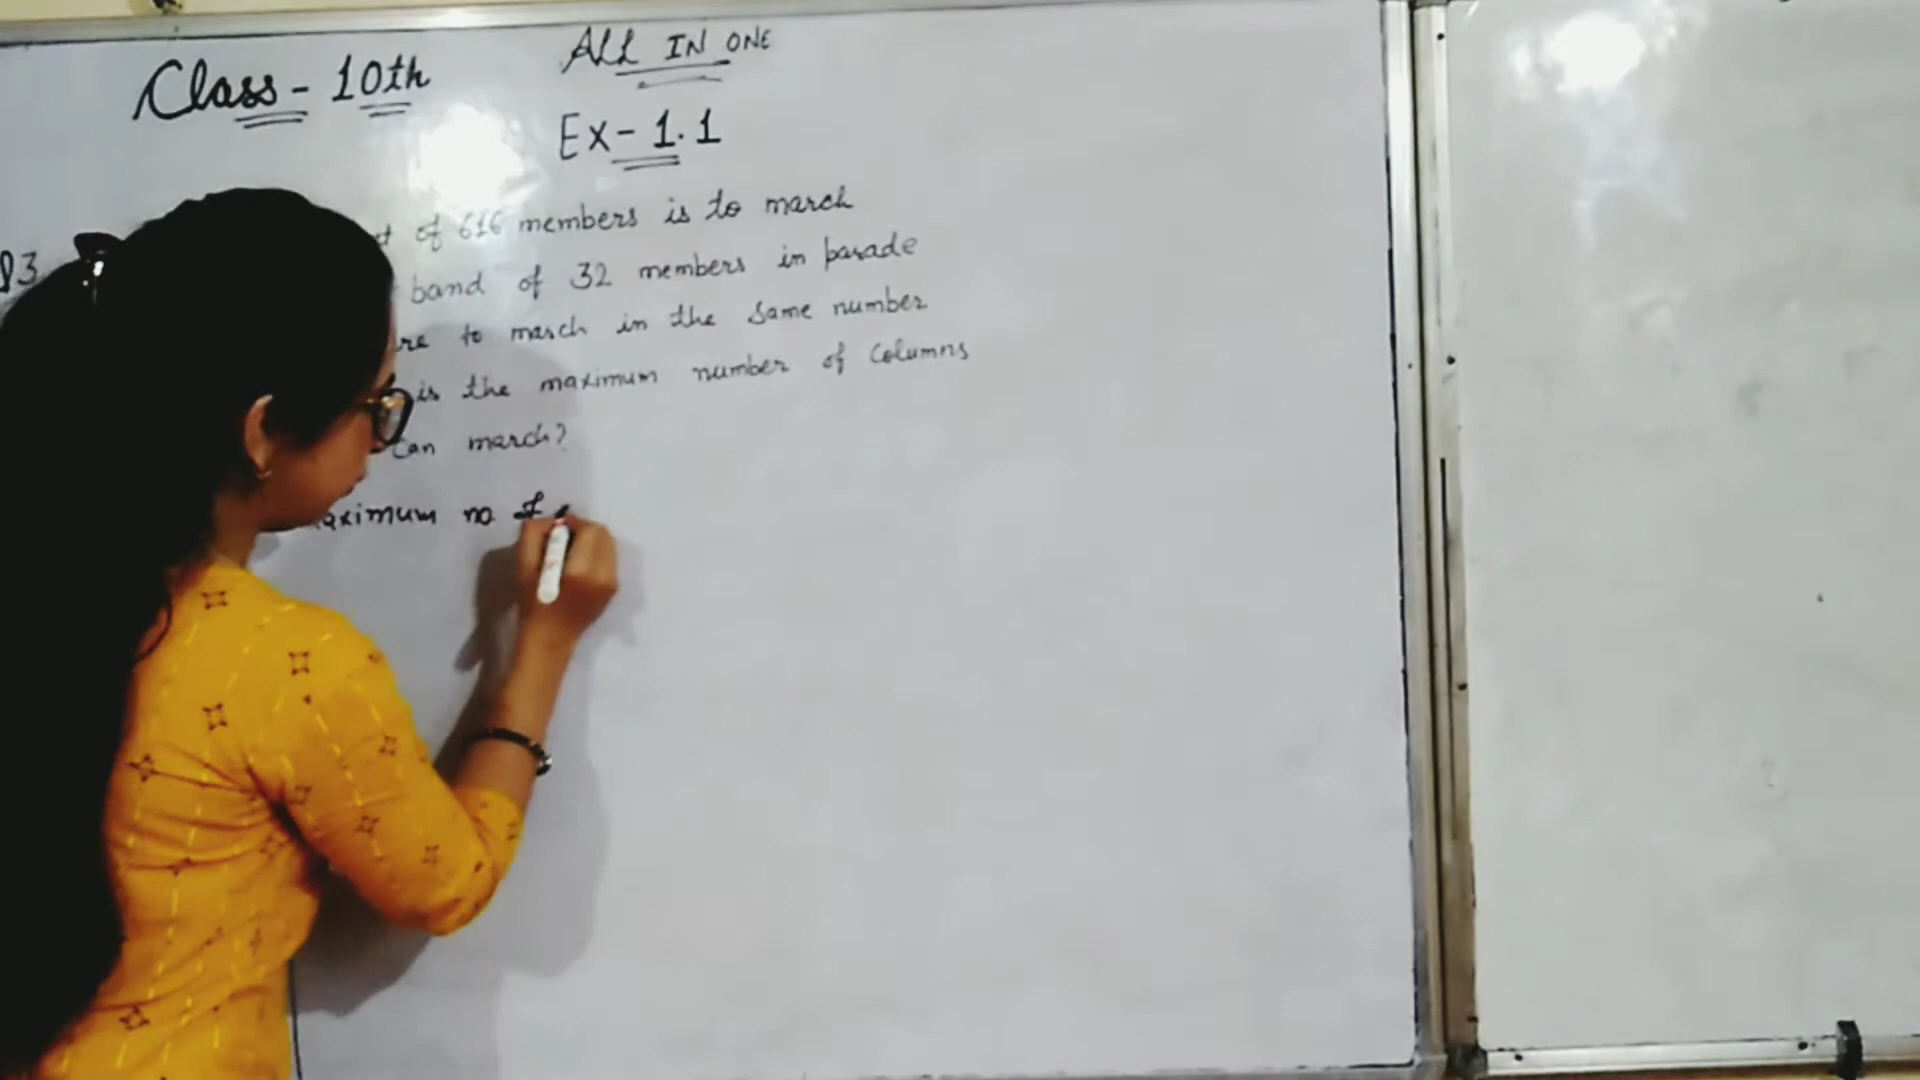 Class - 10th
ALL IN ONE
Ex - 1.1
of 616 members is to march
band of 32 members in parade
re to march in the same number
is the maximum number of Columns
can march?
aximum no. of